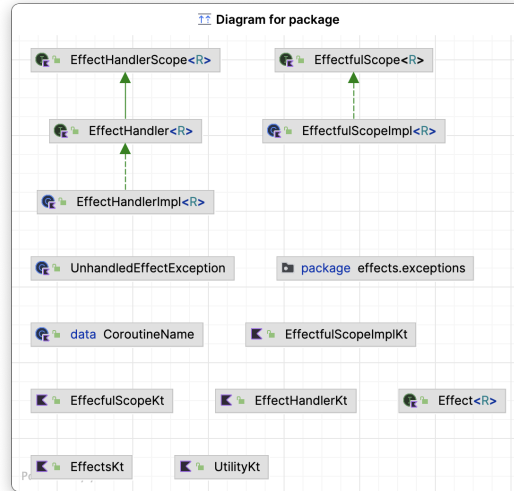 Diagram for package
EffectHandlerScope<R>
EffectfulScope<R>
EffectHandler<R>
EffectfulScopeImpl<R>
EffectHandlerImpl<R>
UnhandledEffectException
package effects.exceptions
data CoroutineName
EffectfulScopeImplKt
EffecfulScopeKt
EffectHandlerKt
Effect<R>
EffectsKt
UtilityKt